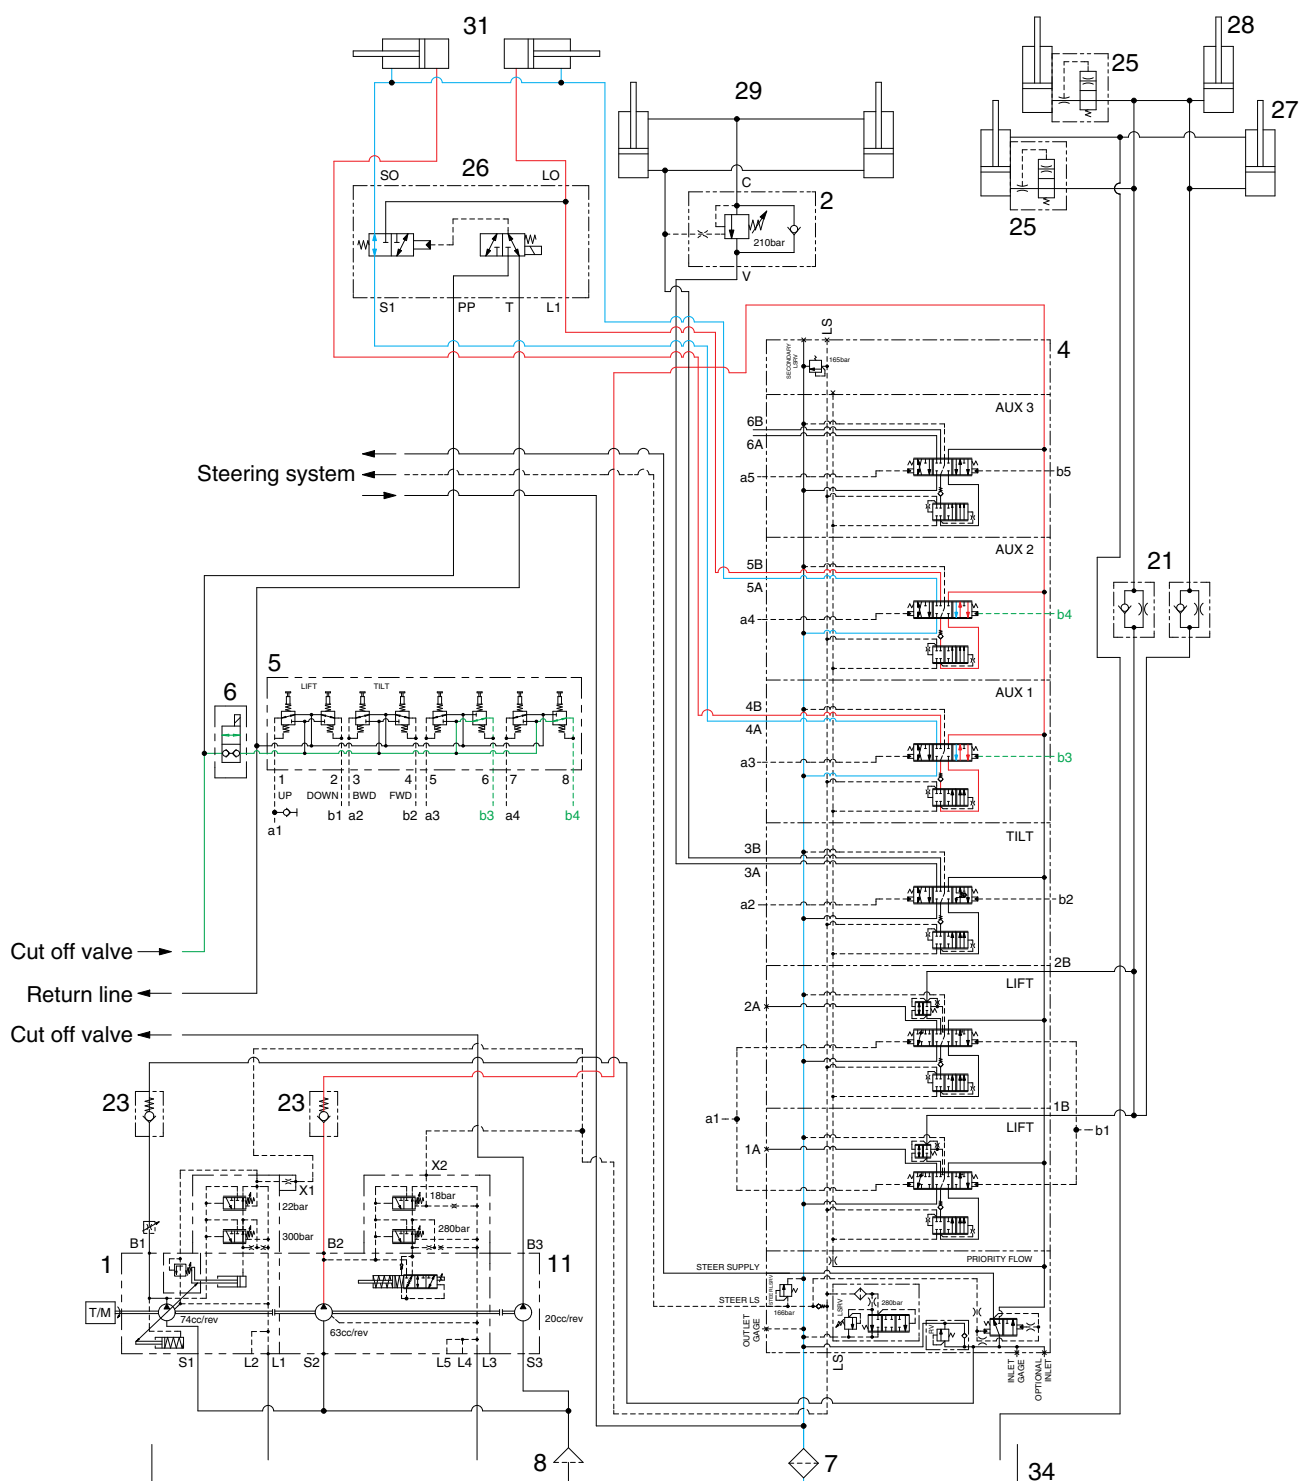 31
28
25
29
27
26
SO
LO
C
2
25
210bar
V
S1
PP
T
L1
LS
4
SECONDARY
LSRV
165bar
AUX 3
6B
6A
Steering system
a5
b5
AUX 2
21
5B
5A
a4
b4
5
6
LIFT
TILT
AUX 1
4B
4A
a3
b3
1
2
3
4
5
6
7
8
UP
DOWN
BWD
FWD
a1
b1
a2
b2
a3
b3
a4
b4
TILT
3B
3A
a2
b2
Cut off valve
2B
LIFT
Return line
2A
Cut off valve
23
23
1B
a1
LIFT
b1
1A
X2
X1
18bar
22bar
280bar
300bar
B1
B2
B3
1
11
PRIORITY FLOW
STEER SUPPLY
STEER LS
STEER LSRV
166bar
LSRV
280bar
RV
T/M
74cc/rev
63cc/rev
20cc/rev
OUTLET
GAGE
S1
L2
L1
S2
L5
L4
L3
S3
LS
INLET
GAGE
OPTIONAL
INLET
8
7
34